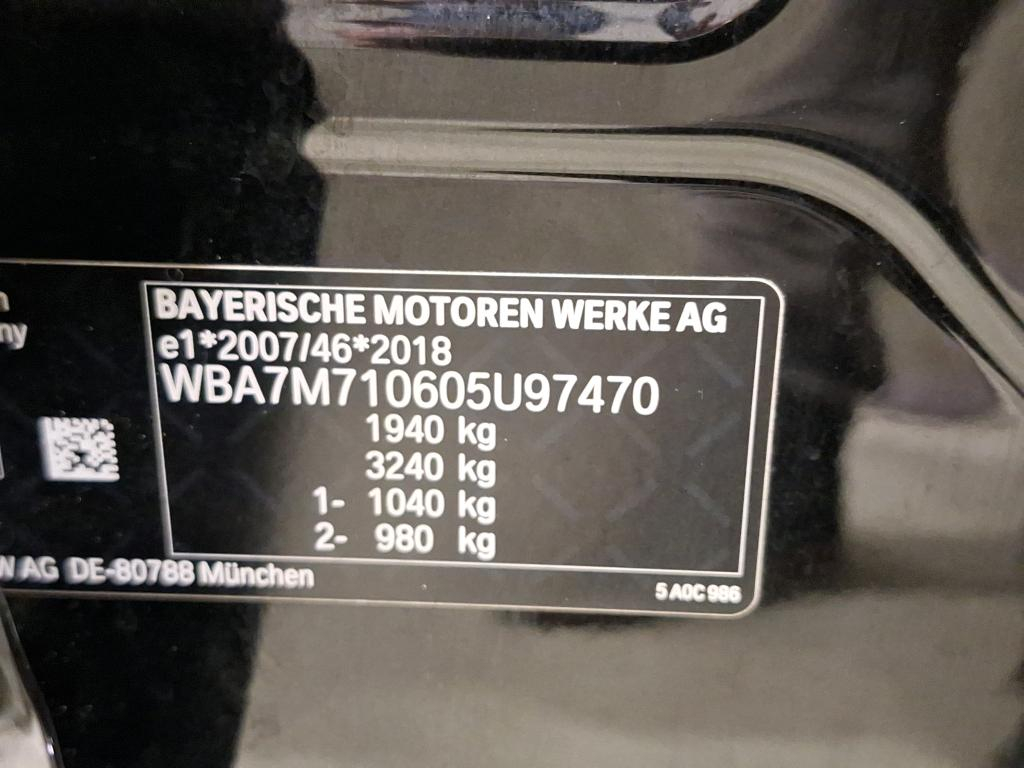 BAYERISCHE MOTOREN WERKE AG
e1*2007/46*2018
WBA7M710605U97470
1940 kg
3240 kg
1- 1040 kg
2- 980 kg
AG DE-80788 München
5 A0C 986